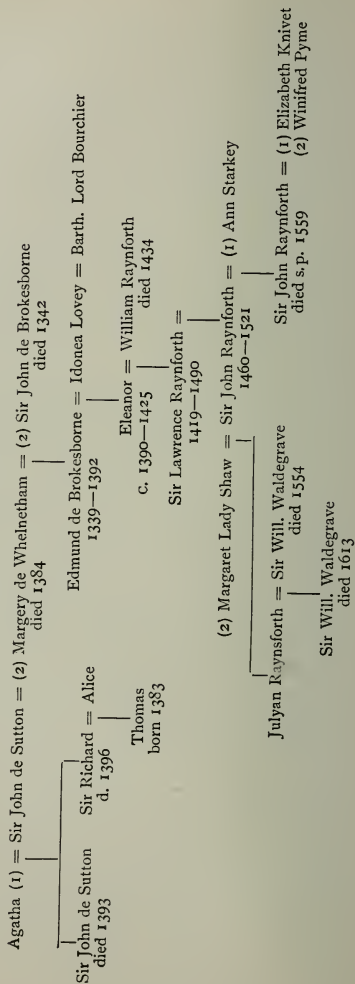 Agatha (1) = Sir John de Sutton = (2) Margery de Whelnetham = (2) Sir John de Brokesborne
died 1384
died 1342
Sir John de Sutton
died 1393
Sir Richard = Alice
d. 1396
Thomas
born 1383
Edmund de Brokesborne = Idonea Lovey = Barth. Lord Bourchier
1339—1392
Eleanor = William Raynforth
c. 1390—1425
died 1434
Sir Lawrence Raynforth =
1419—1490
(2) Margaret Lady Shaw = Sir John Raynforth = (1) Ann Starkey
1460—1521
Julyan Raynsforth = Sir Will. Waldegrave
died 1554
Sir Will. Waldegrave
died 1613
Sir John Raynforth = (1) Elizabeth Knivet
died s, p. 1559
(2) Winifred Pyme